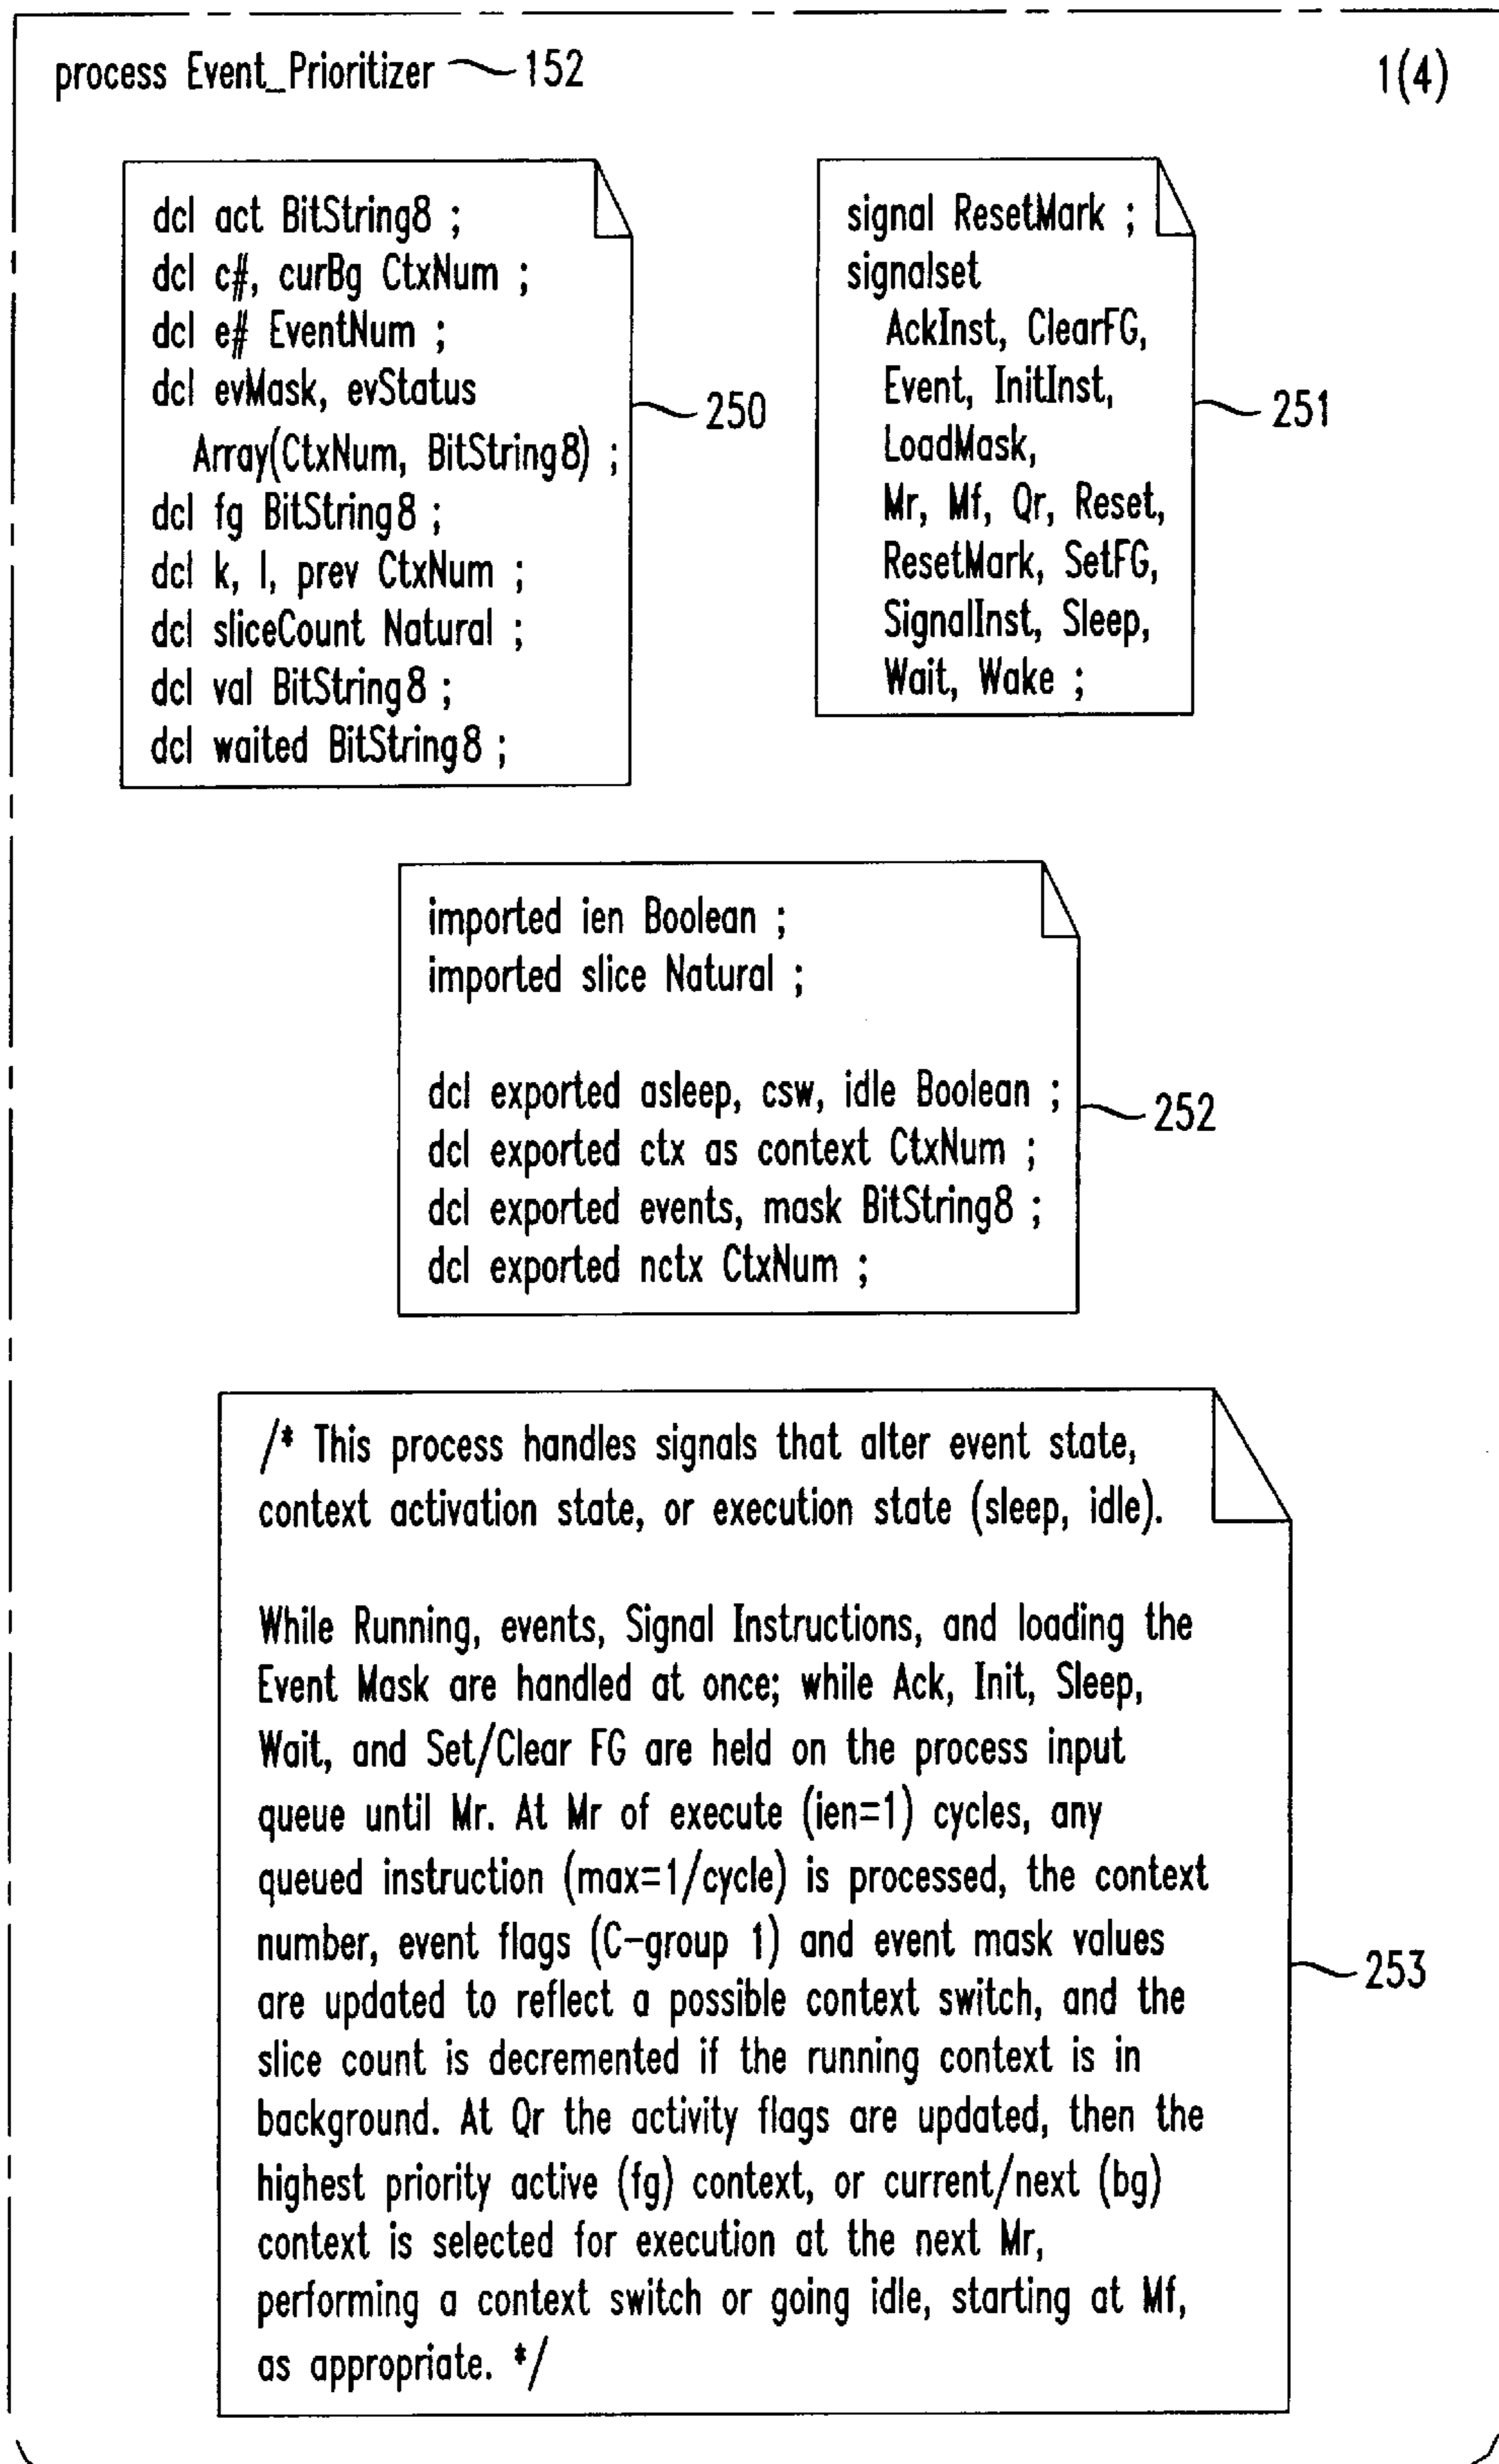 process Event_Prioritizer 152 1(4)
dcl act BitString8 ;
dcl c#, curBg CtxNum ;
dcl e# EventNum ;
dcl evMask, evStatus
Array(CtxNum, BitString8) ;
dcl fg BitString8 ;
dcl k, l, prev CtxNum ;
dcl sliceCount Natural ;
dcl val BitString8 ;
dcl waited BitString8 ;
250
signal ResetMark ;
signalset
AckInst, ClearFG,
Event, InitInst,
LoadMask,
Mr, Mf, Qr, Reset,
ResetMark, SetFG,
SignalInst, Sleep,
Wait, Wake ;
251
imported ien Boolean ;
imported slice Natural ;
dcl exported asleep, csw, idle Boolean ;
dcl exported ctx as context CtxNum ;
dcl exported events, mask BitString8 ;
dcl exported nctx CtxNum ;
252
/* This process handles signals that alter event state,
context activation state, or execution state (sleep, idle).
While Running, events, Signal Instructions, and loading the
Event Mask are handled at once; while Ack, Init, Sleep,
Wait, and Set/Clear FG are held on the process input
queue until Mr. At Mr of execute (ien=1) cycles, any
queued instruction (max=1/cycle) is processed, the context
number, event flags (C-group 1) and event mask values
are updated to reflect a possible context switch, and the
slice count is decremented if the running context is in
background. At Qr the activity flags are updated, then the
highest priority active (fg) context, or current/next (bg)
context is selected for execution at the next Mr,
performing a context switch or going idle, starting at Mf,
as appropriate. */
253